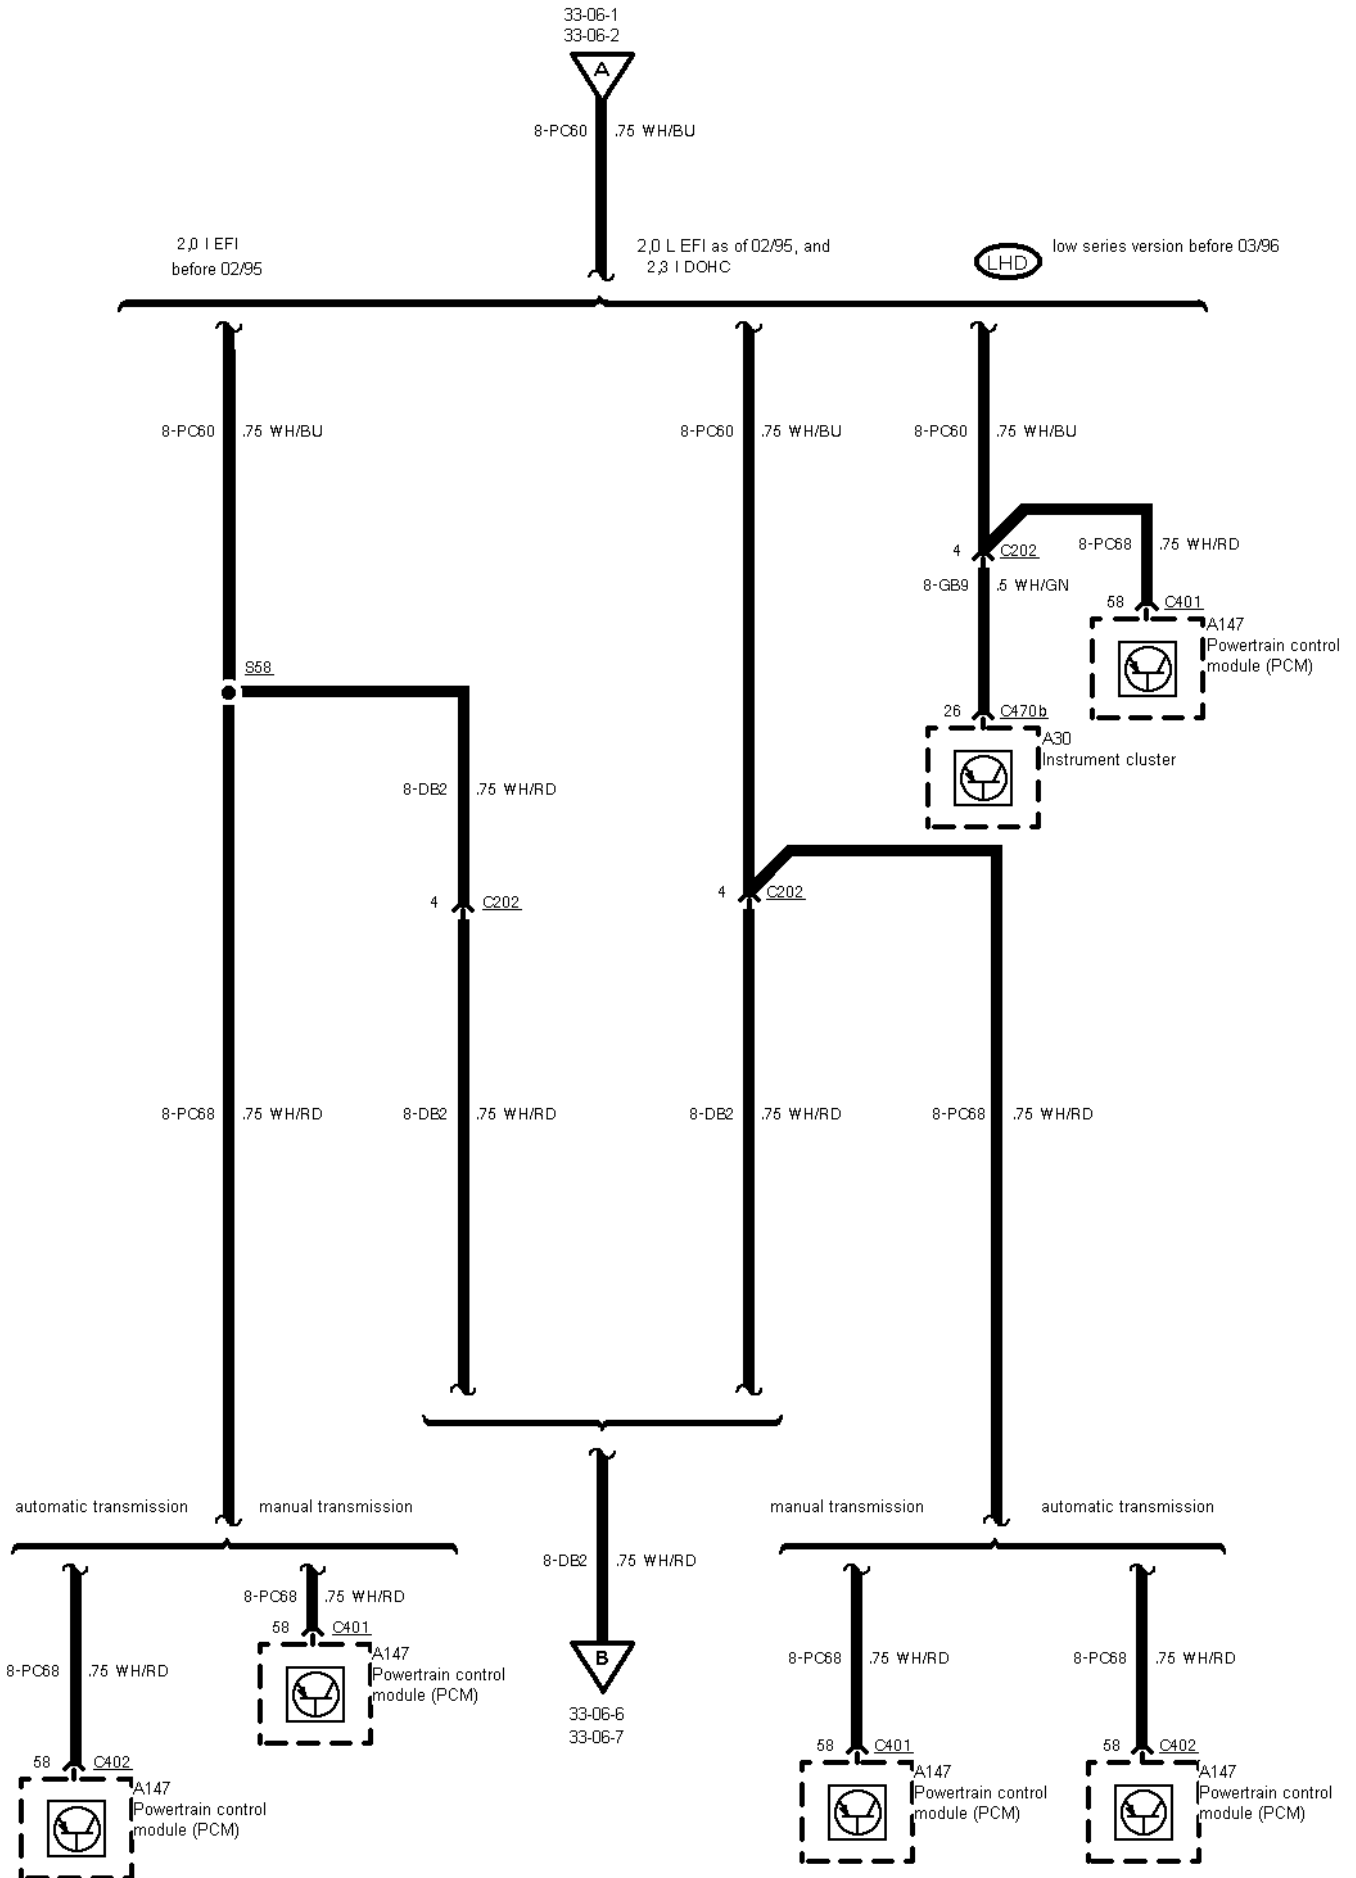 33-06-1
33-06-2
A
8-PC60 .75 WH/BU
2,0 l EFI
before 02/95
2,0 L EFI as of 02/95, and
2,3 l DOHC
LHD
low series version before 03/96
8-PC60 .75 WH/BU
8-PC60 .75 WH/BU
8-PC60 .75 WH/BU
4 C202
8-PC68 .75 WH/RD
8-GB9 .5 WH/GN
58 C401
A147
Powertrain control
module (PCM)
S58
26 C470b
A30
Instrument cluster
8-DB2 .75 WH/RD
4 C202
4 C202
8-PC68 .75 WH/RD
8-DB2 .75 WH/RD
8-DB2 .75 WH/RD
8-PC68 .75 WH/RD
automatic transmission
manual transmission
manual transmission
automatic transmission
8-DB2 .75 WH/RD
8-PC68 .75 WH/RD
58 C401
A147
Powertrain control
module (PCM)
8-PC68 .75 WH/RD
B
8-PC68 .75 WH/RD
8-PC68 .75 WH/RD
33-06-6
33-06-7
58 C402
A147
Powertrain control
module (PCM)
58 C401
A147
Powertrain control
module (PCM)
58 C402
A147
Powertrain control
module (PCM)